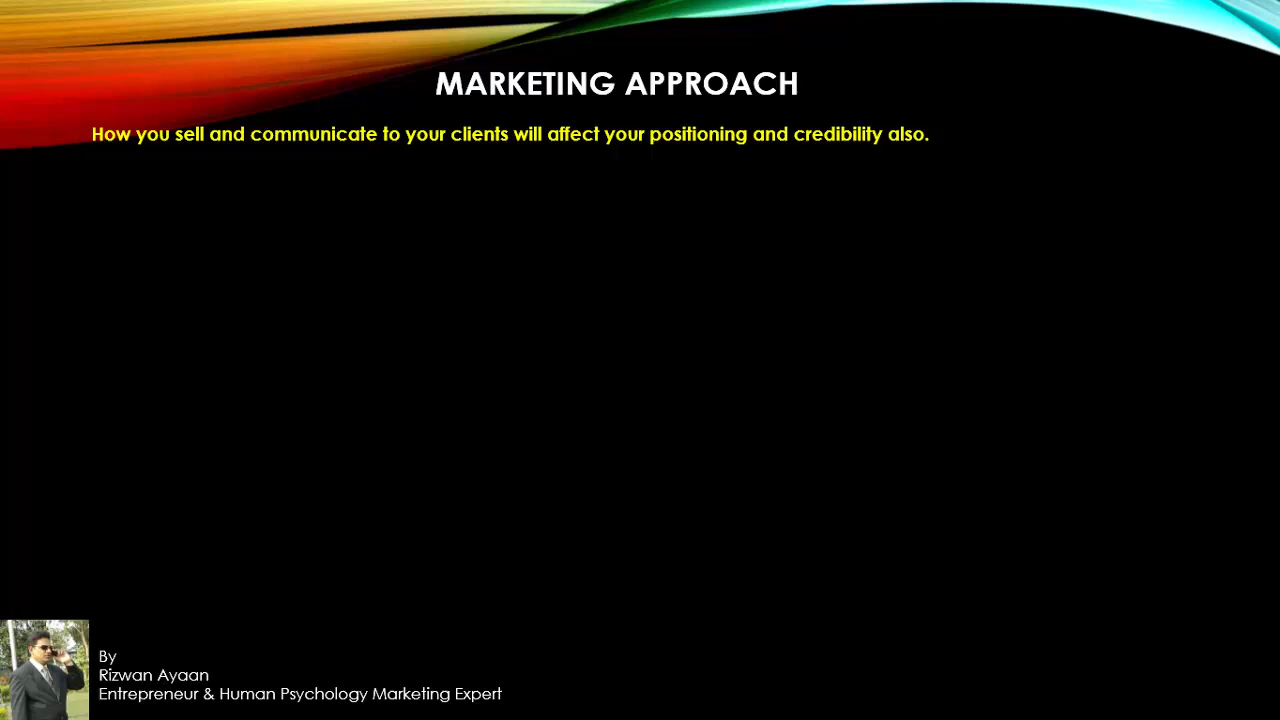 MARKETING APPROACH
How you sell and communicate to your clients will affect your positioning and credibility also.
By
Rizwan Ayaan
Entrepreneur & Human Psychology Marketing Expert